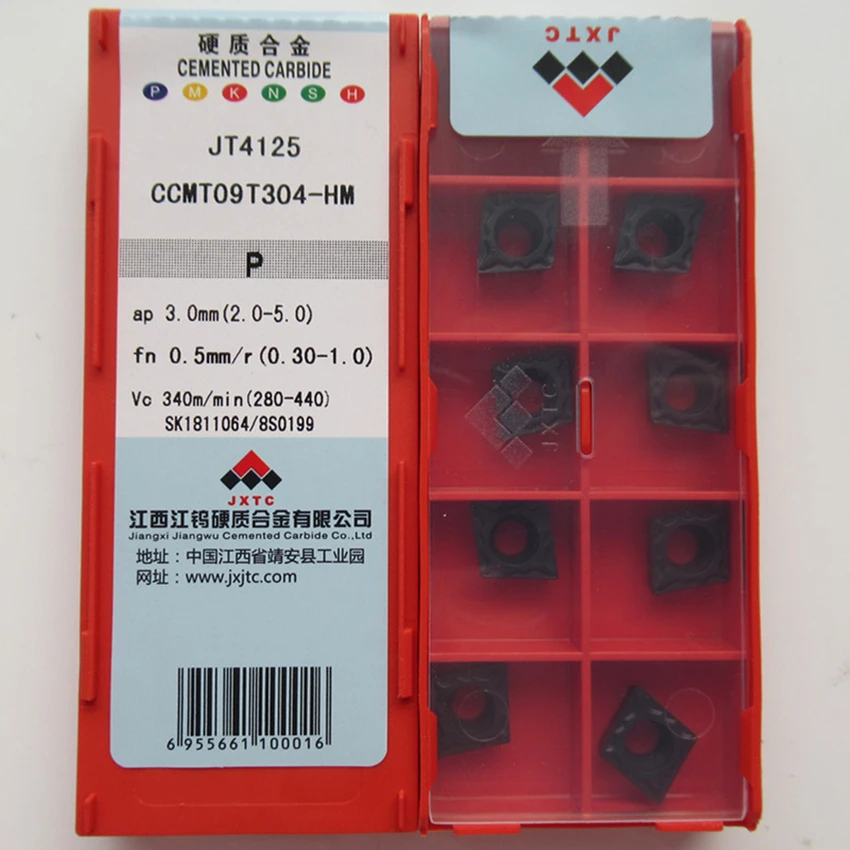 硬质合金
CEMENTED CARBIDE
P M K N S H
JT4125
CCMT09T304-HM
P
ap 3.0mm(2.0-5.0)
fn 0.5mm/r(0.30-1.0)
Vc 340m/min(280-440)
SK1811064/8S0199
JXTC
江西江钨硬质合金有限公司
Jiangxi Jiangwu Cemented Carbide Co.,Ltd
地址：中国江西省靖安县工业园
网址：www.jxjtc.com
6 955661 100016
JXTC
JXTC